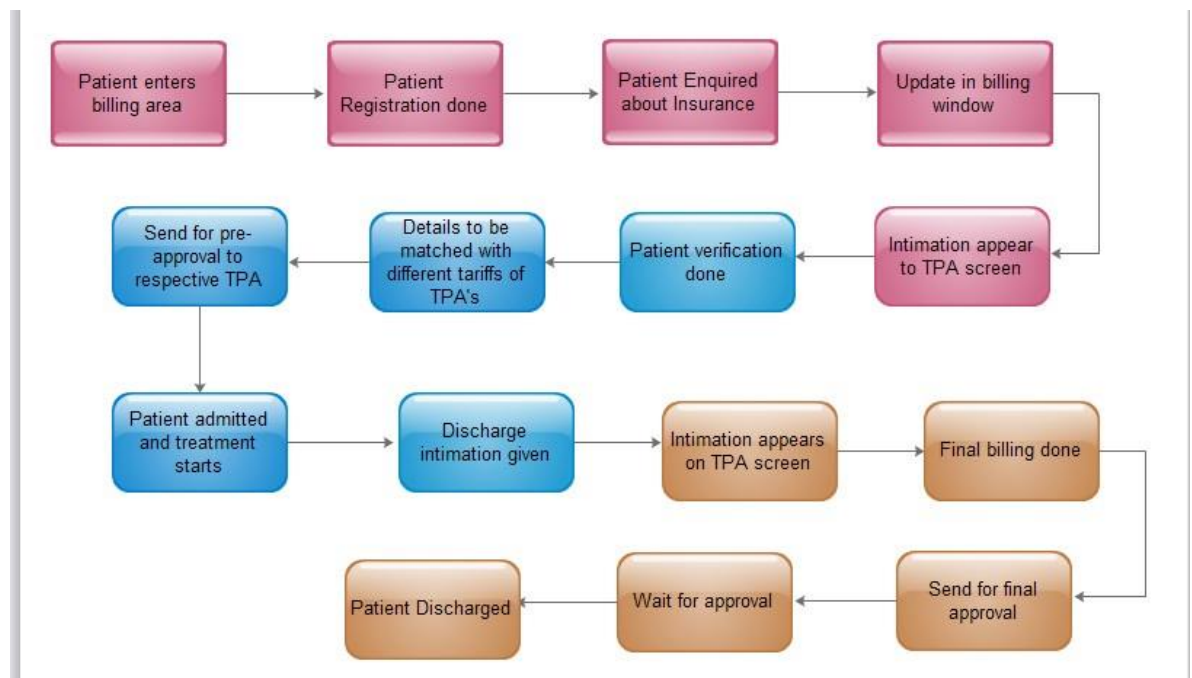 Patient enters
billing area
Patient
Registration done
Patient Enquired
about Insurance
Update in billing
window
Intimation appear
to TPA screen
Patient verification
done
Details to be
matched with
different tariffs of
TPA's
Send for pre-
approval to
respective TPA
Patient admitted
and treatment
starts
Discharge
intimation given
Intimation appears
on TPA screen
Final billing done
Send for final
approval
Wait for approval
Patient Discharged